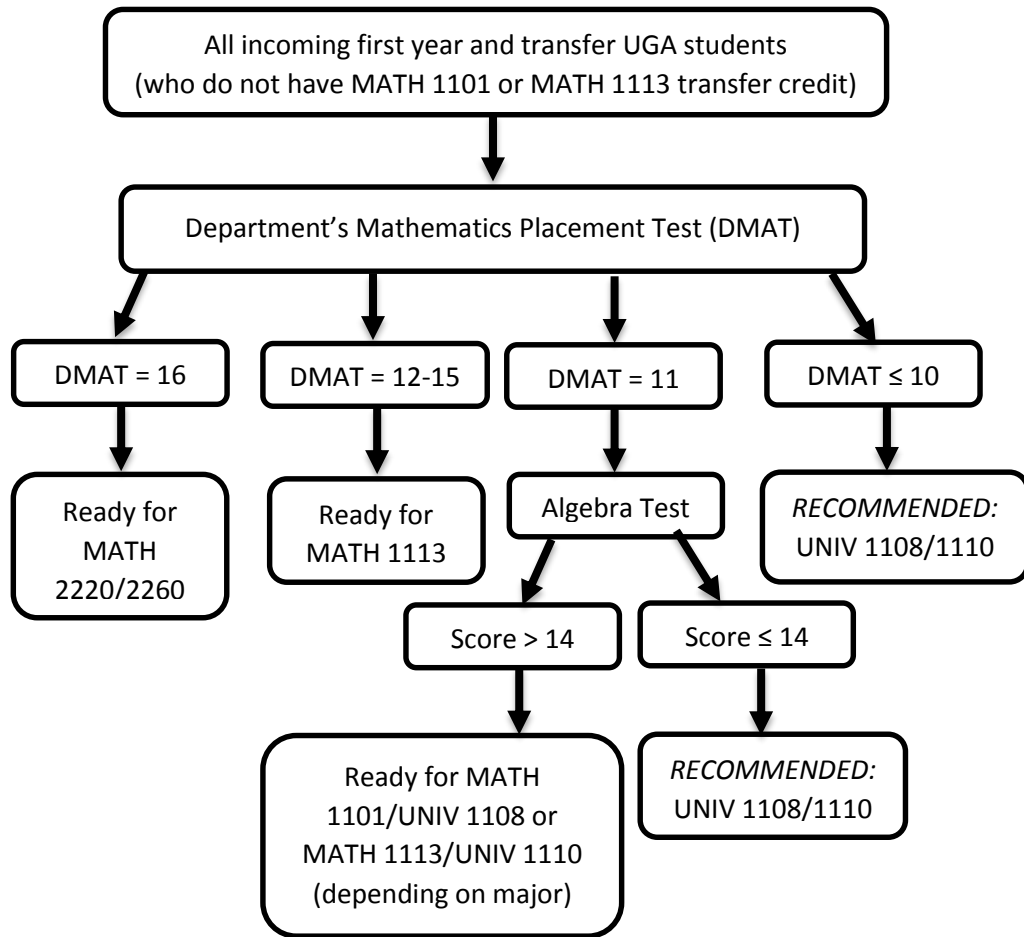 All incoming first year and transfer UGA students
(who do not have MATH 1101 or MATH 1113 transfer credit)
Department’s Mathematics Placement Test (DMAT)
DMAT = 16
DMAT = 12-15
DMAT = 11
DMAT ≤ 10
Ready for
MATH
2220/2260
Ready for
MATH 1113
Algebra Test
RECOMMENDED:
UNIV 1108/1110
Score > 14
Score ≤ 14
Ready for MATH
1101/UNIV 1108 or
MATH 1113/UNIV 1110
(depending on major)
RECOMMENDED:
UNIV 1108/1110